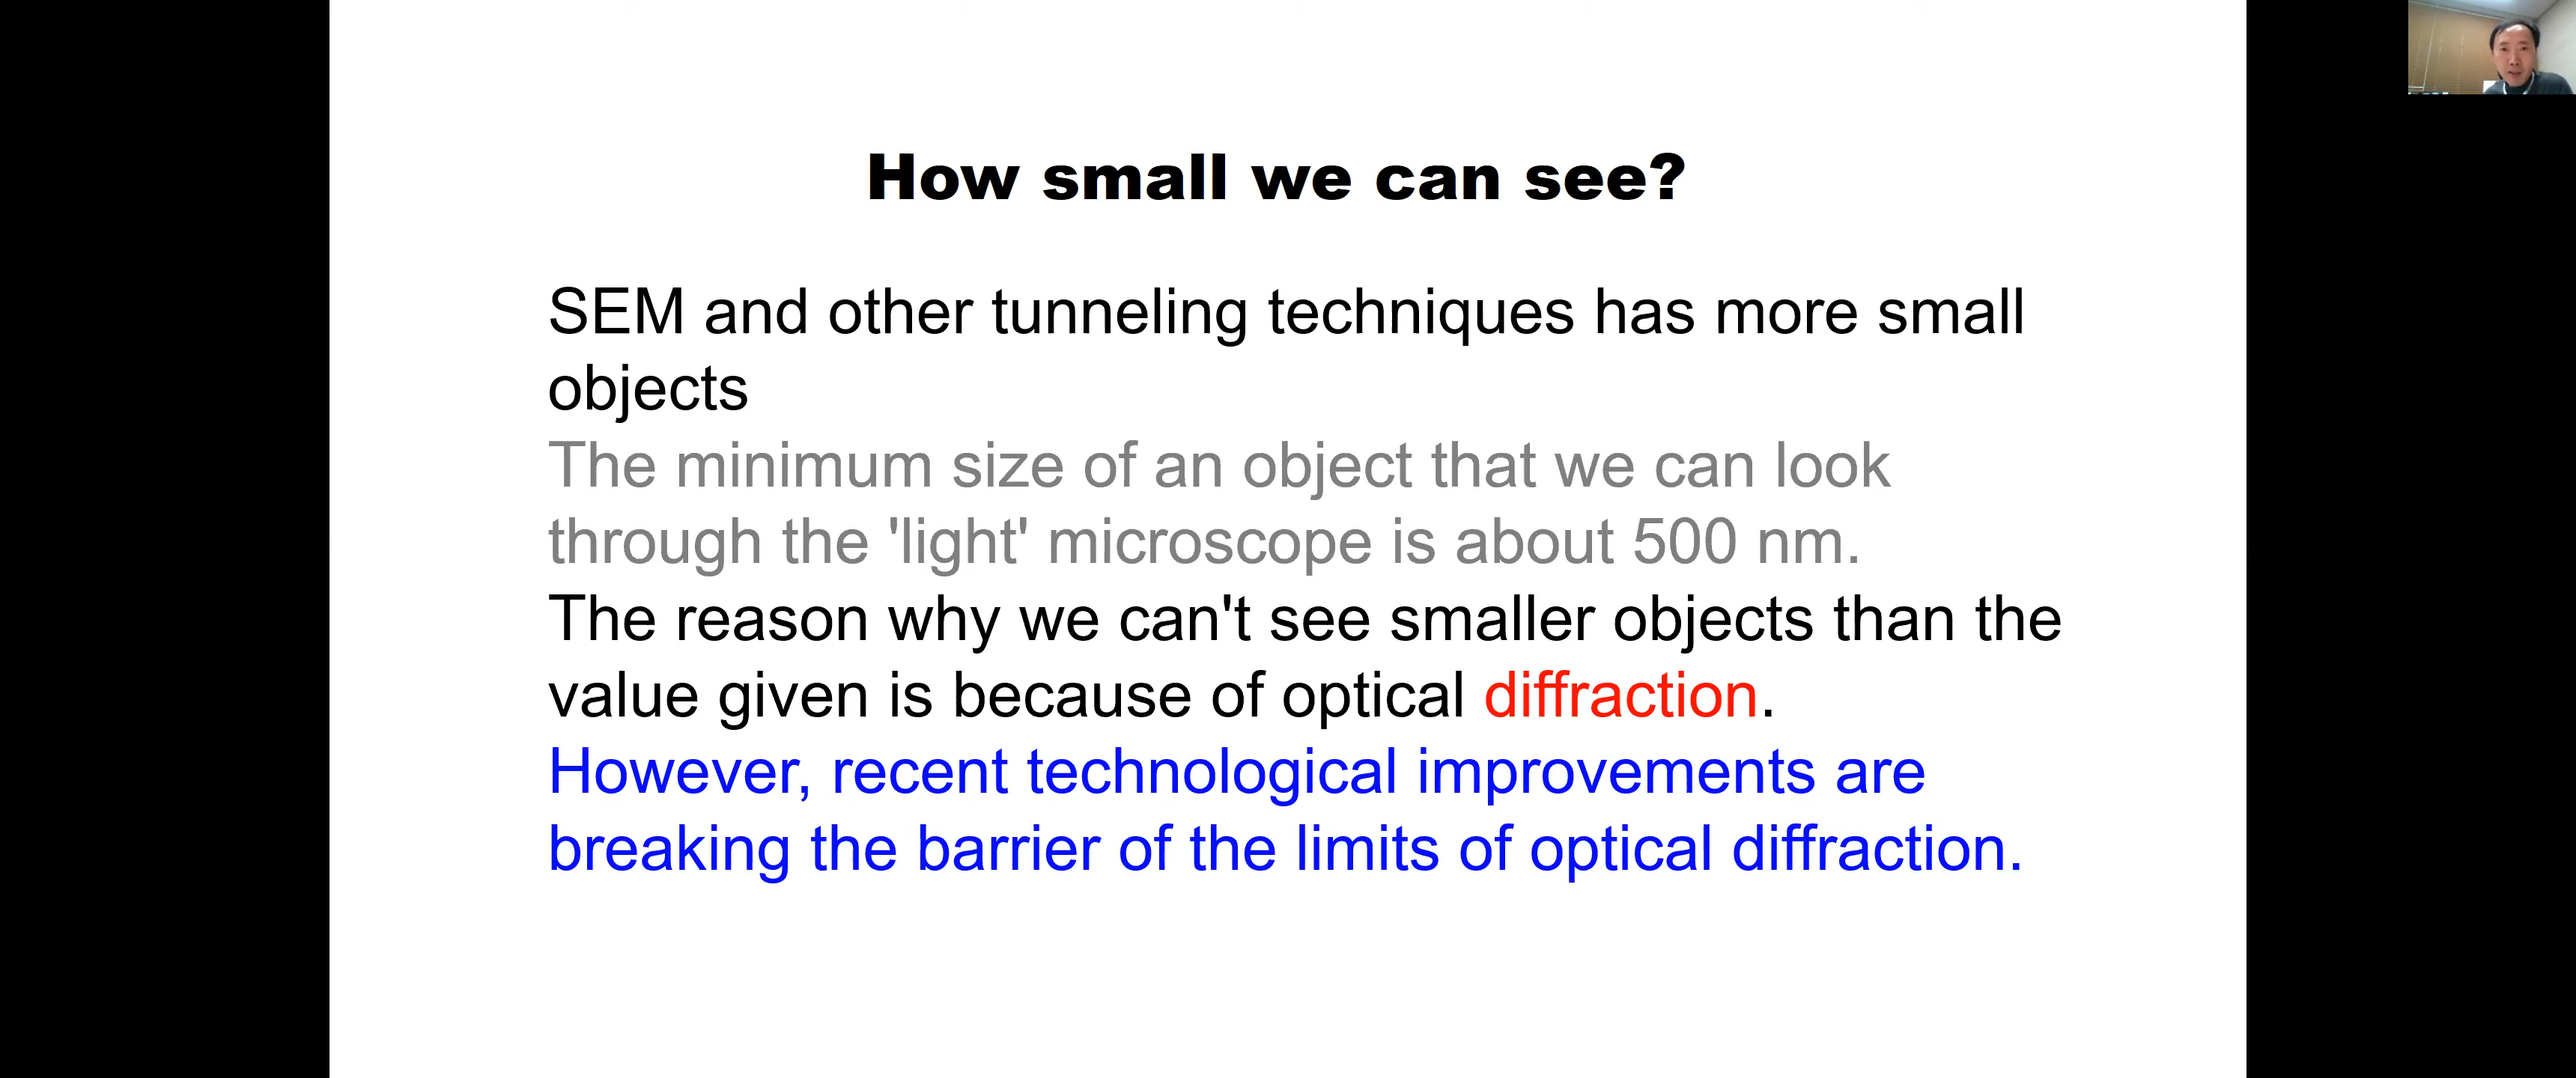 How small we can see?
SEM and other tunneling techniques has more small
objects
The minimum size of an object that we can look
through the 'light' microscope is about 500 nm.
The reason why we can't see smaller objects than the
value given is because of optical diffraction.
However, recent technological improvements are
breaking the barrier of the limits of optical diffraction.